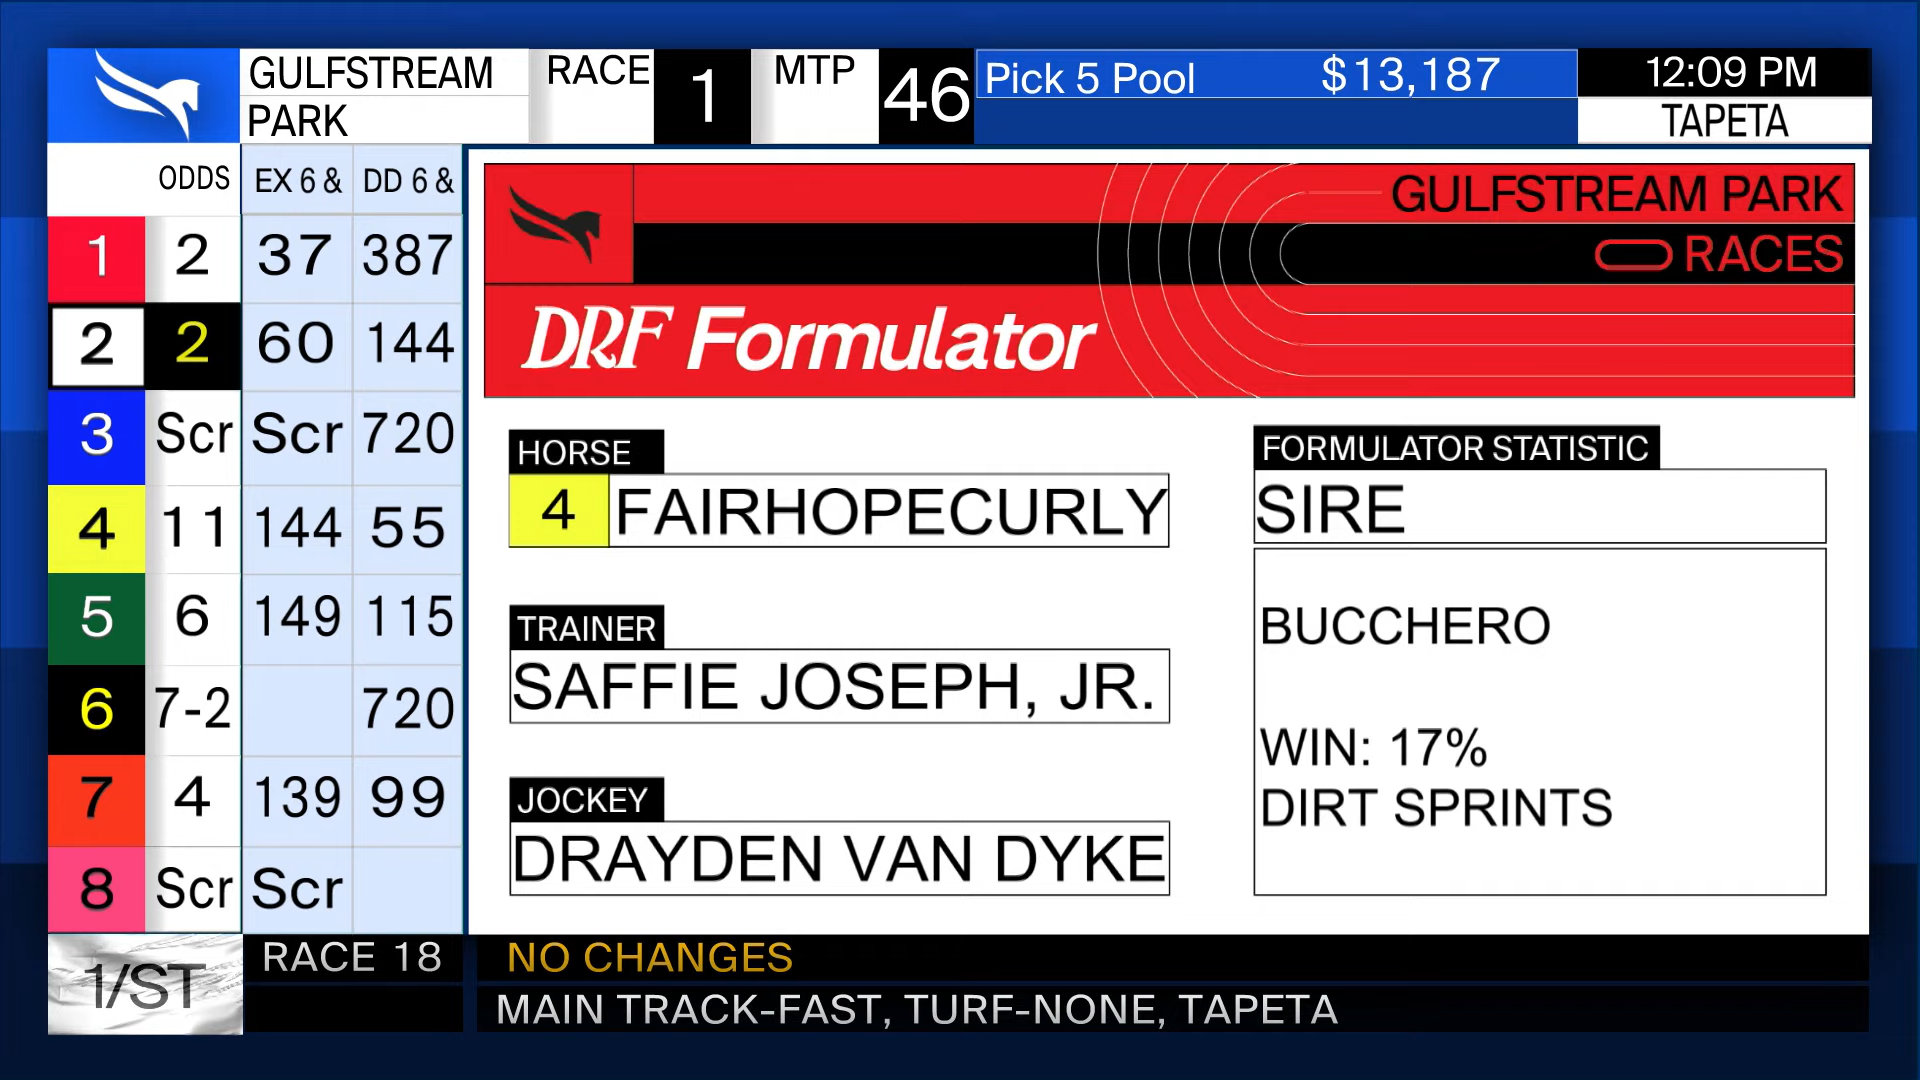 GULFSTREAM PARK RACE 1 MTP 46 Pick 5 Pool $13,187 12:09 PM
TAPETA
ODDS EX 6 & DD 6 &
1 2 37 387
2 2 60 144
3 Scr Scr 720
4 11 144 55
5 6 149 115
6 7-2 720
7 4 139 99
8 Scr Scr
GULFSTREAM PARK
RACES
DRF Formulator
HORSE
4 FAIRHOPECURLY
TRAINER
SAFFIE JOSEPH, JR.
JOCKEY
DRAYDEN VAN DYKE
FORMULATOR STATISTIC
SIRE
BUCCHERO
WIN: 17%
DIRT SPRINTS
1/ST
RACE 18 NO CHANGES
MAIN TRACK-FAST, TURF-NONE, TAPETA